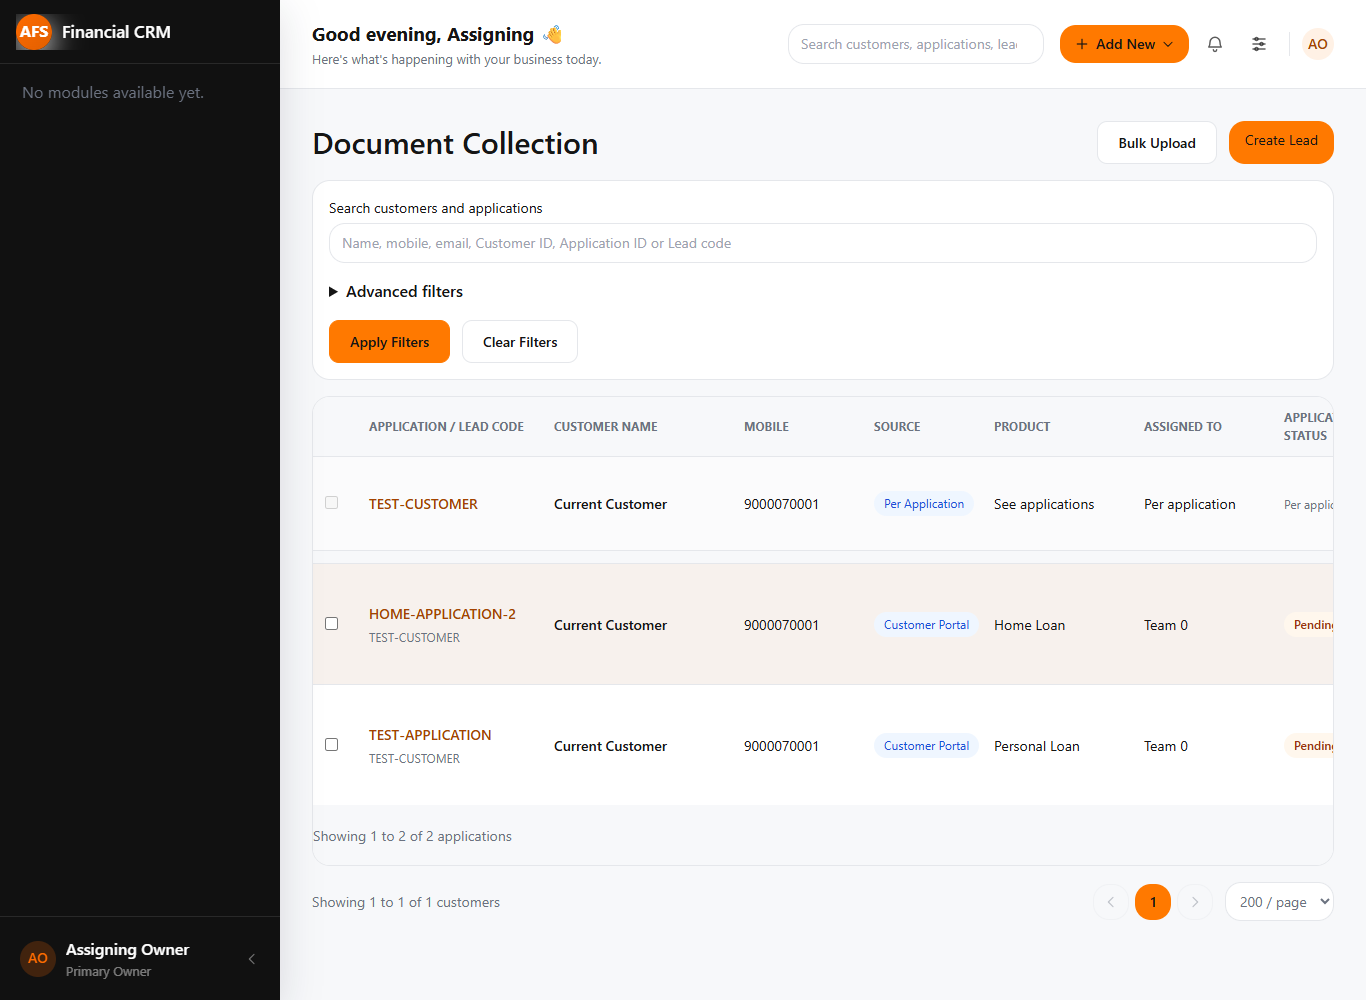 AFS Financial CRM
No modules available yet.
Good evening, Assigning 👋
Here's what's happening with your business today.
Search customers, applications, lea
+ Add New
AO
Document Collection
Bulk Upload
Create Lead
Search customers and applications
Name, mobile, email, Customer ID, Application ID or Lead code
Advanced filters
Apply Filters
Clear Filters
APPLICATION / LEAD CODE CUSTOMER NAME MOBILE SOURCE PRODUCT ASSIGNED TO APPLICA
STATUS
TEST-CUSTOMER Current Customer 9000070001 Per Application See applications Per application Per applic
HOME-APPLICATION-2
TEST-CUSTOMER
Current Customer 9000070001 Customer Portal Home Loan Team 0 Pending
TEST-APPLICATION
TEST-CUSTOMER
Current Customer 9000070001 Customer Portal Personal Loan Team 0 Pending
Showing 1 to 2 of 2 applications
Showing 1 to 1 of 1 customers
1
200 / page
AO
Assigning Owner
Primary Owner